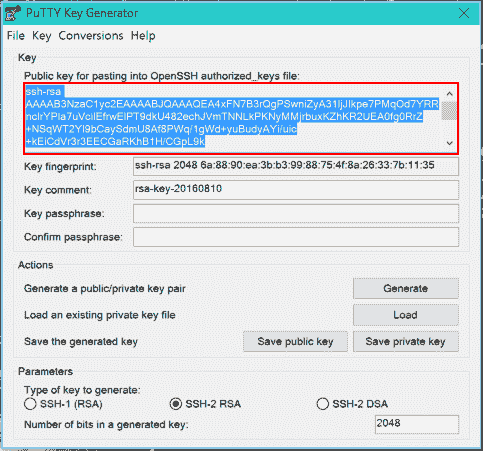 PuTTY Key Generator
File Key Conversions Help
Key
Public key for pasting into OpenSSH authorized_keys file:
ssh-rsa
AAAAB3NzaC1yc2EAAAABJQAAAQEA4xFN7B3rQgPSwniZyA31ljJIkpe7PMqOd7YRR
nclrYPla7uVciIEfrwElPT9dkU482echJVmTNNLkPKNyMMjrbuxKZhKR2UEA0fg0RrZ
+NSqWT2YI9bCaySdmU8Af8PWq/1gWd+yuBudyAYi/uic
+kEiCdVr3r3EECGaRKhB1H/CGpL9k
Key fingerprint: ssh-rsa 2048 6a:88:90:ea:3b:b3:99:88:75:4f:8a:26:33:7b:11:35
Key comment: rsa-key-20160810
Key passphrase:
Confirm passphrase:
Actions
Generate a public/private key pair Generate
Load an existing private key file Load
Save the generated key Save public key Save private key
Parameters
Type of key to generate:
SSH-1 (RSA) SSH-2 RSA SSH-2 DSA
Number of bits in a generated key: 2048